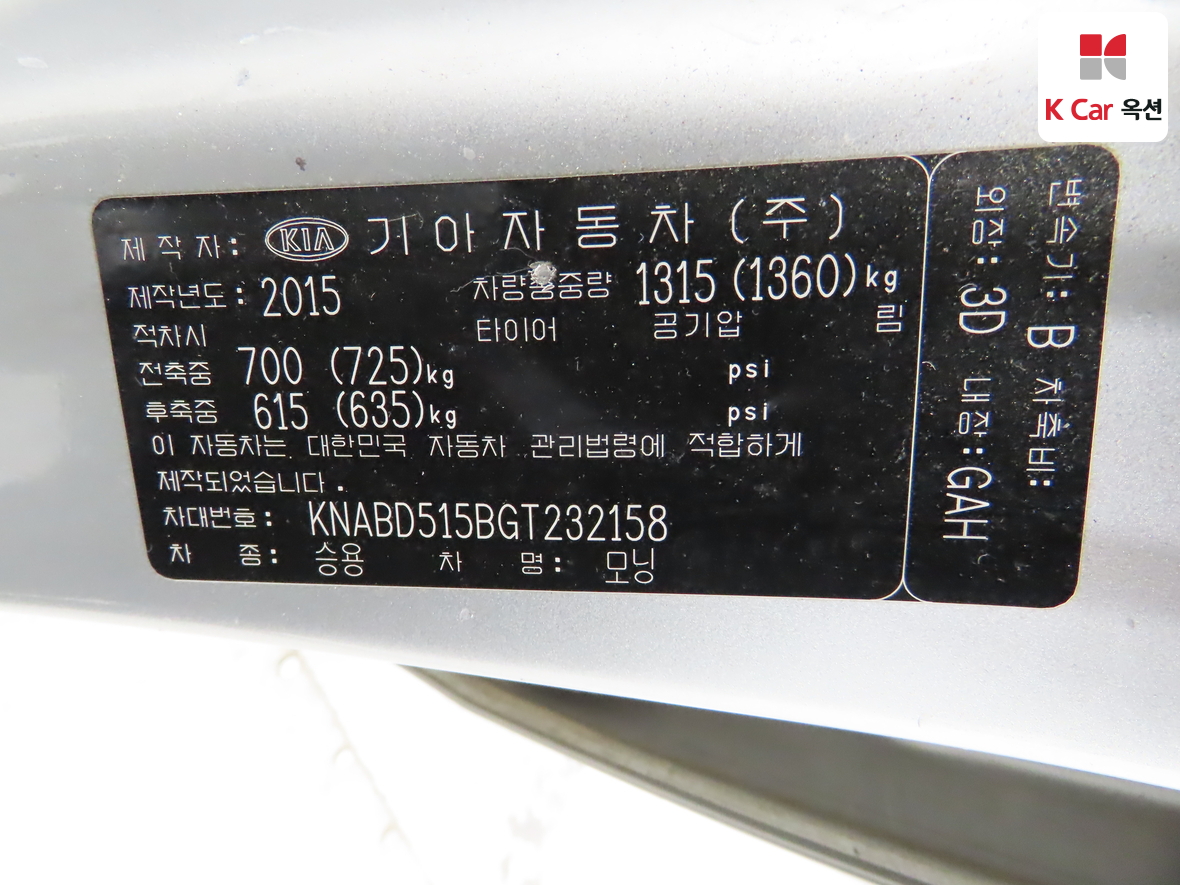 K Car 옥션
제 작 자 : KIA 기 아 자 동 차 ( 주 )
제작년도 : 2015 차량총중량 1315 (1360) kg
적차시 타이어 공기압 림
전축중 700 (725)kg psi
후축중 615 (635)kg psi
이 자동차는 대한민국 자동차 관리법령에 적합하게
제작되었습니다 .
차대번호 : KNABD515BGT232158
차 종 : 승용 차 명 : 모닝
변속기: B 치축비:
외장: 3D 내장:GAH